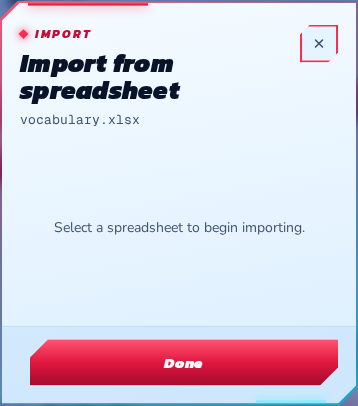 IMPORT
Import from
spreadsheet
vocabulary.xlsx
Select a spreadsheet to begin importing.
Done